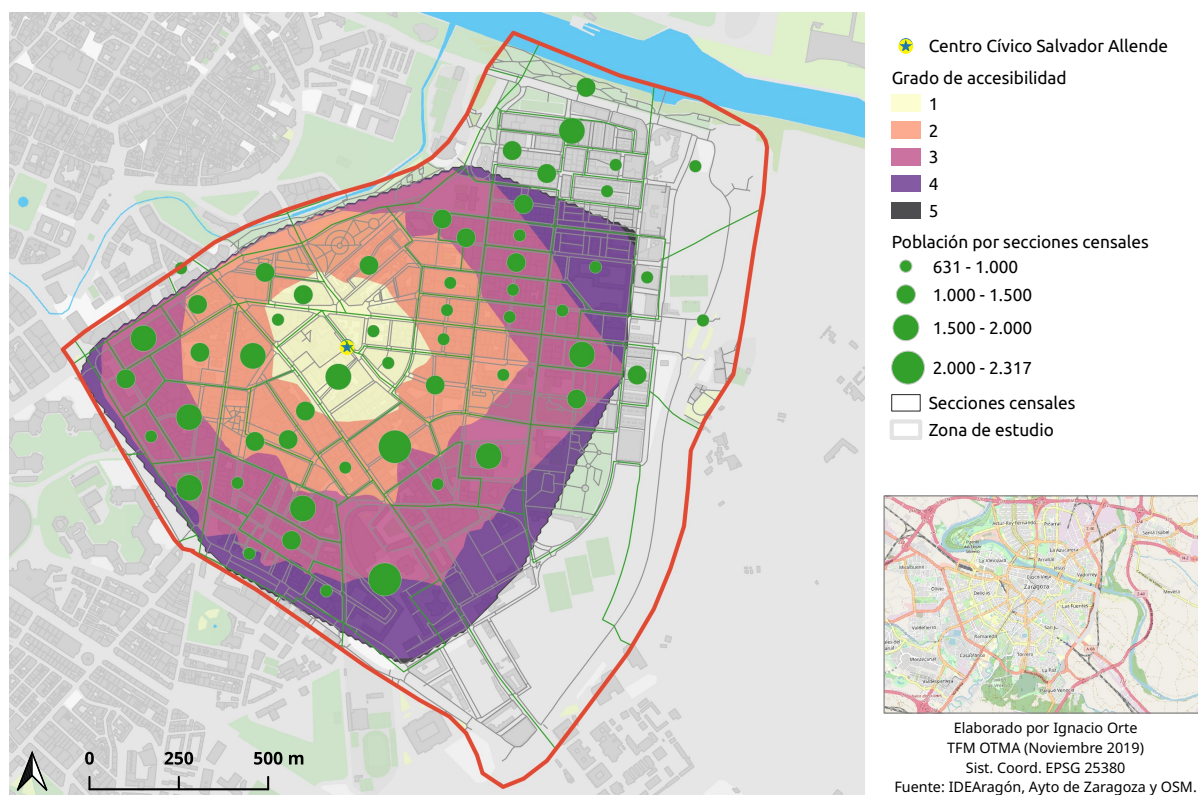 Centro Cívico Salvador Allende
Grado de accesibilidad
1
2
3
4
5
Población por secciones censales
631 - 1.000
1.000 - 1.500
1.500 - 2.000
2.000 - 2.317
Secciones censales
Zona de estudio
0 250 500 m
Zaragoza
Elaborado por Ignacio Orte
TFM OTMA (Noviembre 2019)
Sist. Coord. EPSG 25380
Fuente: IDEAragón, Ayto de Zaragoza y OSM.